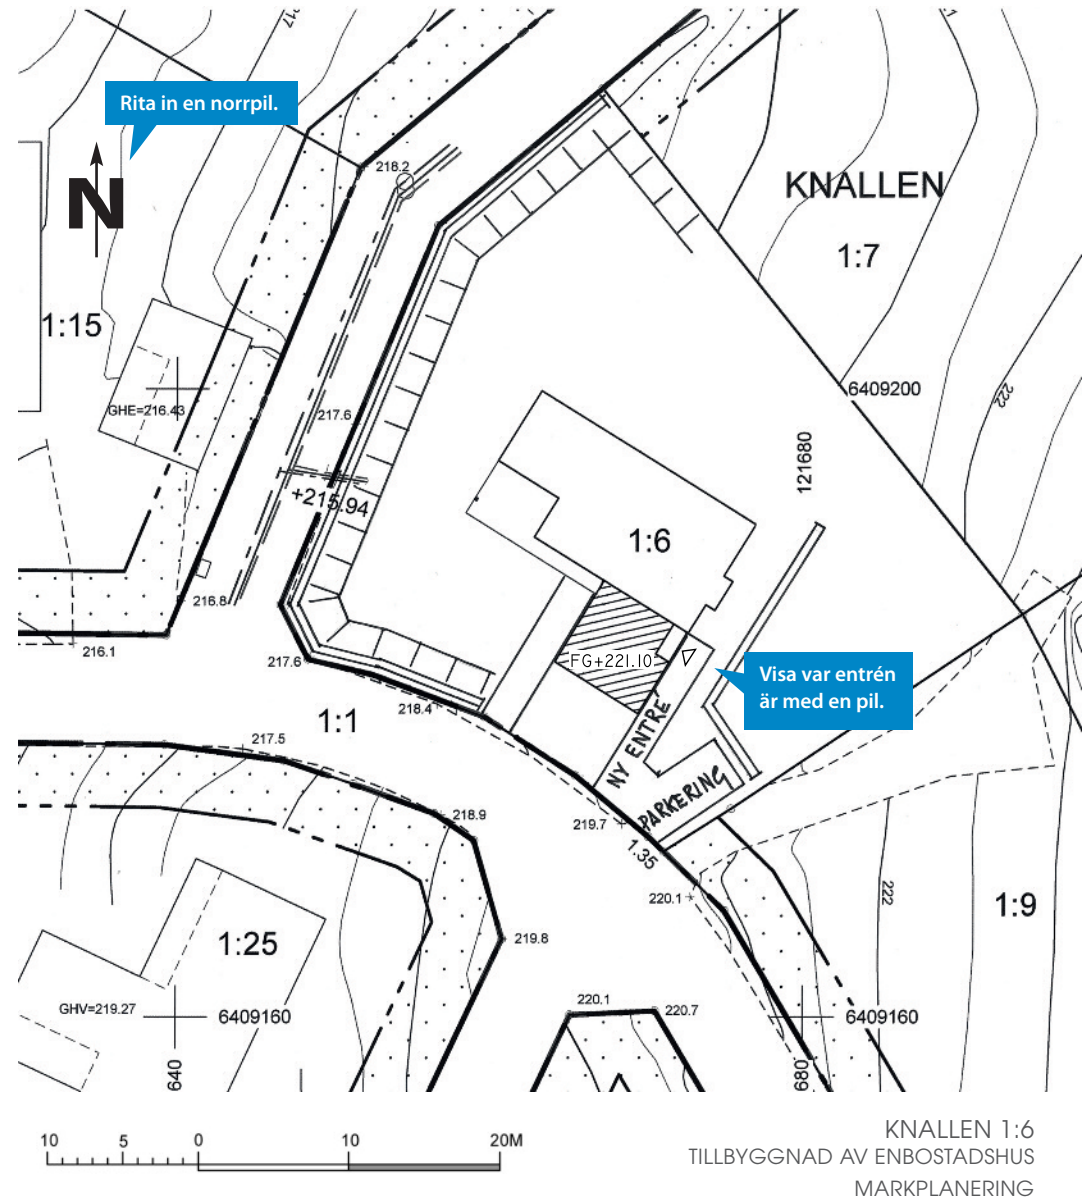 217
21
Rita in en norrpil.
218.2
N
KNALLEN
1:7
1:15
6409200
222
GHE=216.43
217.6
121680
+215.94
1:6
216.8
216.1
217.6
FG+221.10
Visa var entrén
är med en pil.
218.4
1:1
NY ENTRÉ
217.5
PARKERING
218.9
219.7
1.35
220.1
222
1:9
219.8
1:25
GHV=219.27
220.1
220.7
6409160
6409160
640
680
10 5 0 10 20M
KNALLEN 1:6
TILLBYGGNAD AV ENBOSTADSHUS
MARKPLANERING